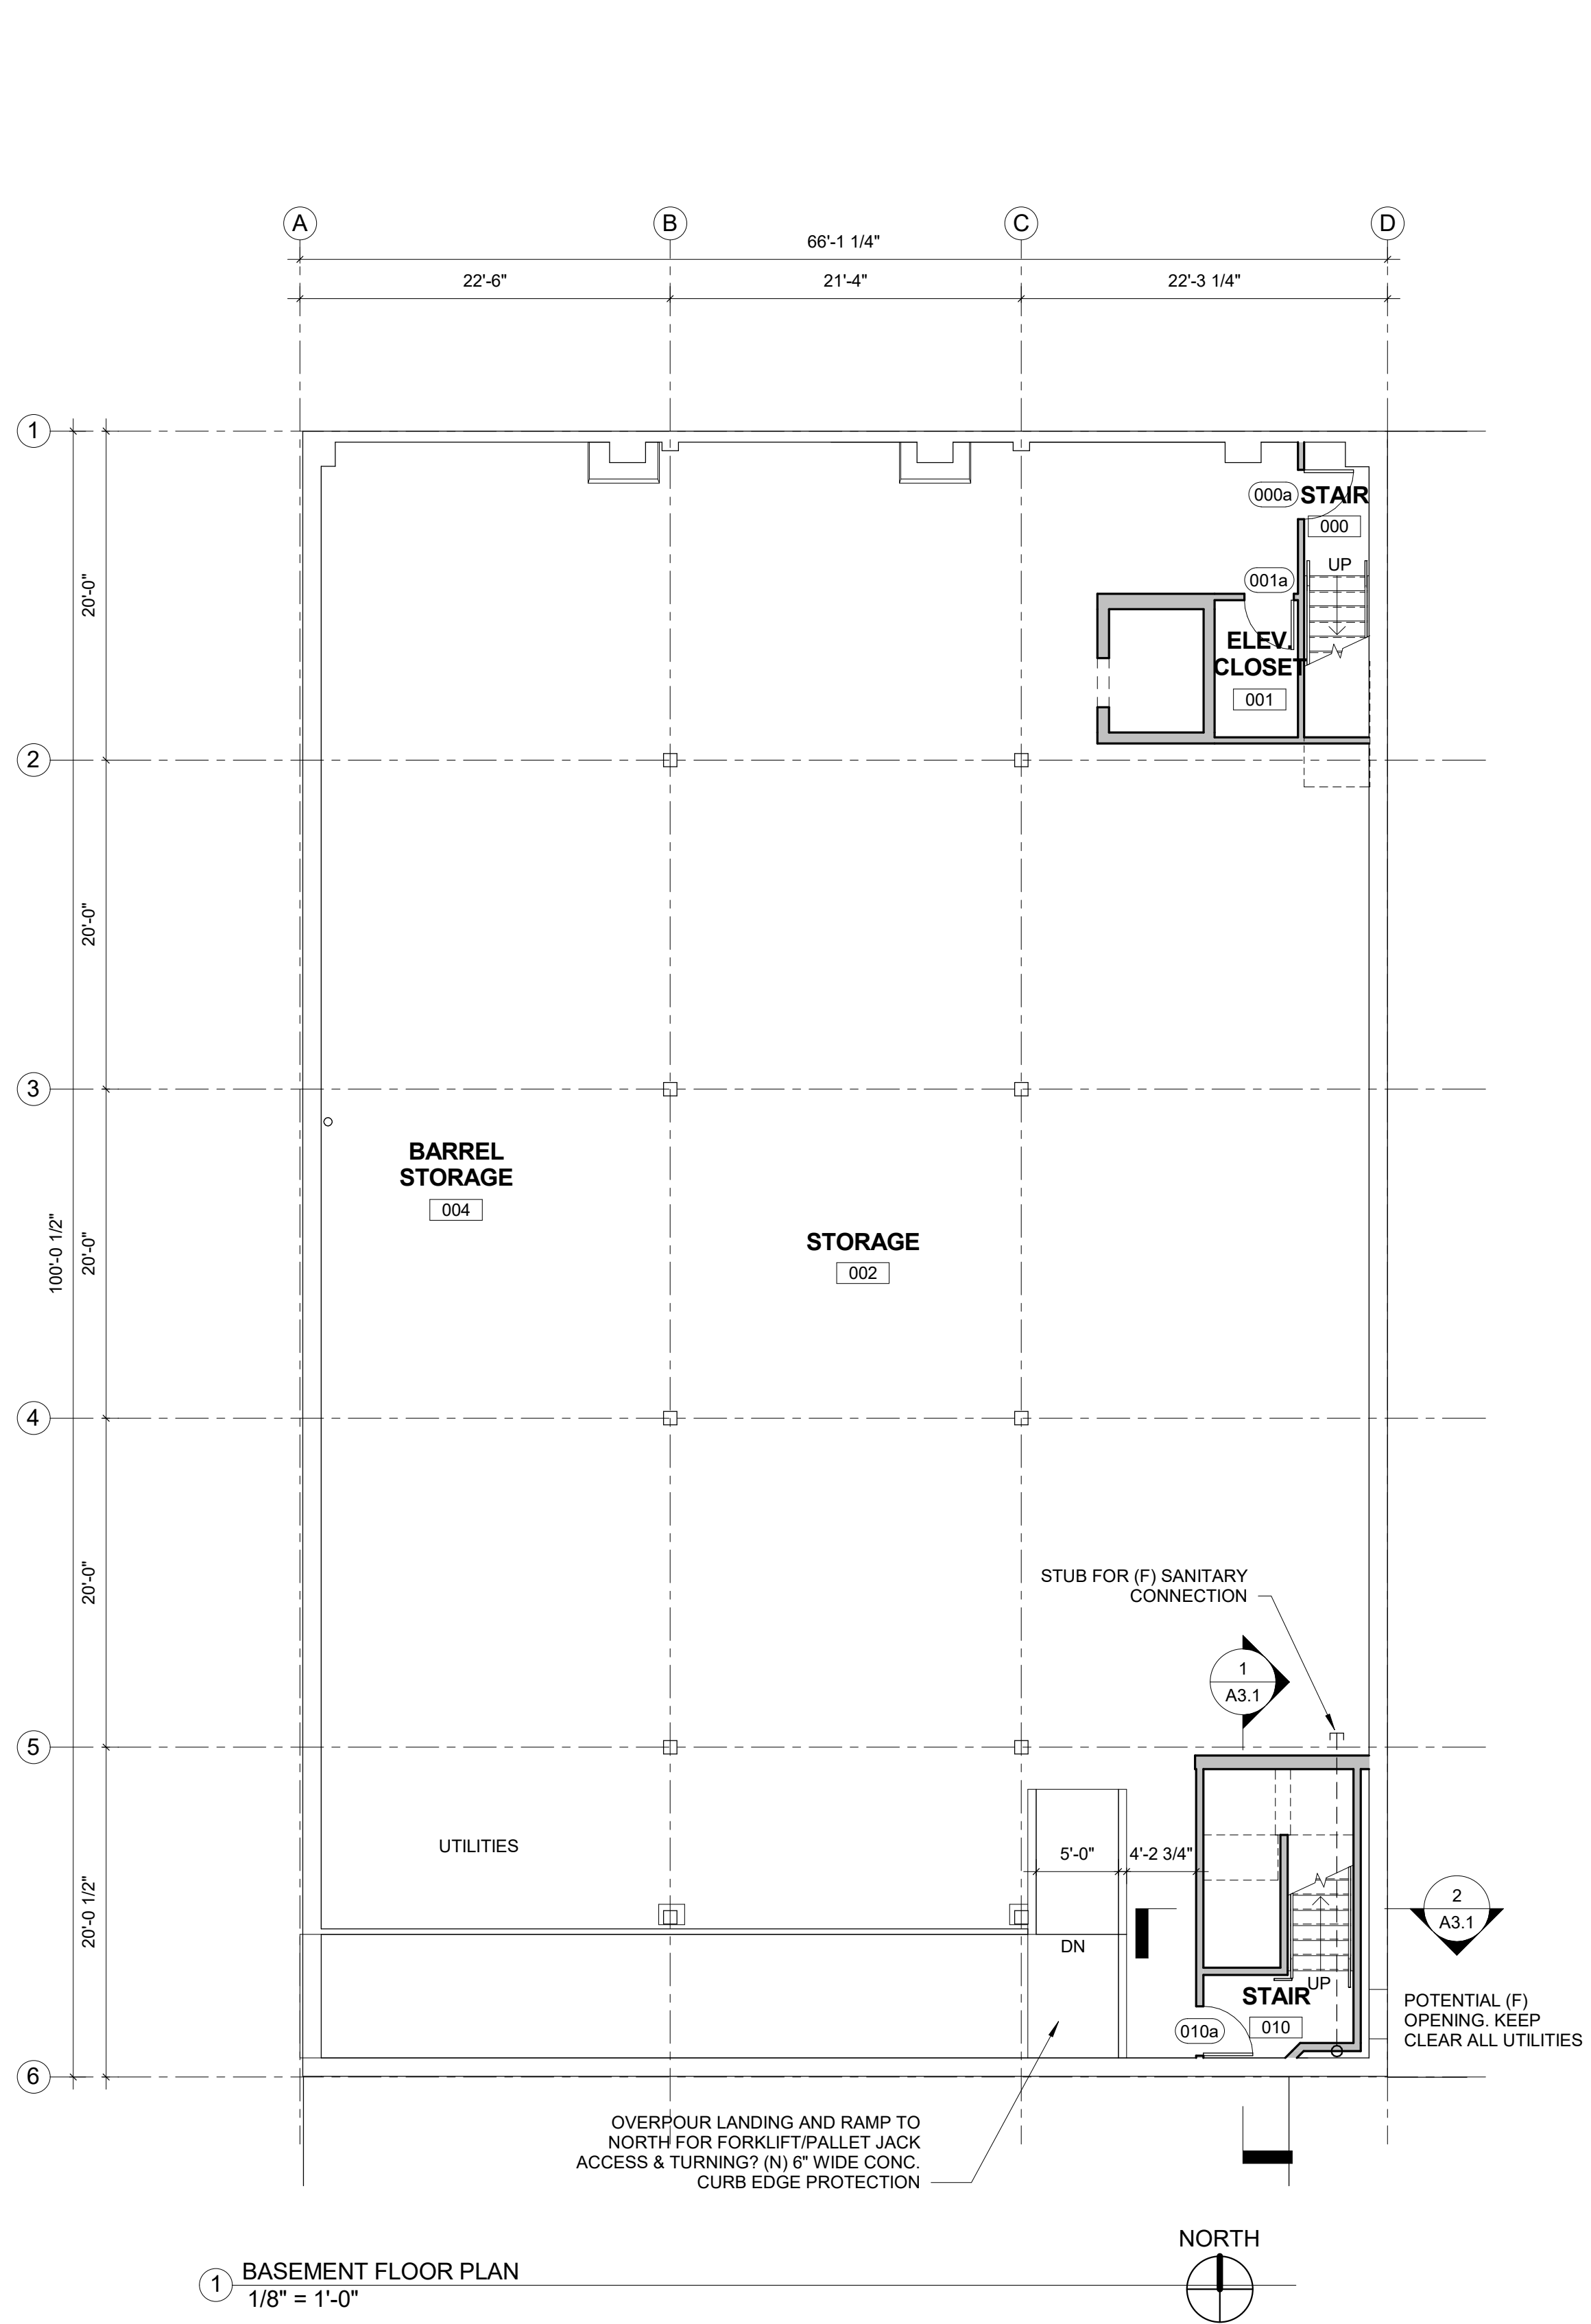 A
B
C
D
66'-1 1/4"
22'-6"
21'-4"
22'-3 1/4"
1
000a
STAIR
000
UP
20'-0"
001a
ELEV.
CLOSET
001
2
20'-0"
3
BARREL
STORAGE
004
STORAGE
002
100'-0 1/2"
20'-0"
4
20'-0"
STUB FOR (F) SANITARY
CONNECTION
1
A3.1
5
UTILITIES
5'-0"
4'-2 3/4"
20'-0 1/2"
2
A3.1
DN
UP
STAIR
010
010a
POTENTIAL (F)
OPENING. KEEP
CLEAR ALL UTILITIES
6
OVERPOUR LANDING AND RAMP TO
NORTH FOR FORKLIFT/PALLET JACK
ACCESS & TURNING? (N) 6" WIDE CONC.
CURB EDGE PROTECTION
NORTH
1
BASEMENT FLOOR PLAN
1/8" = 1'-0"